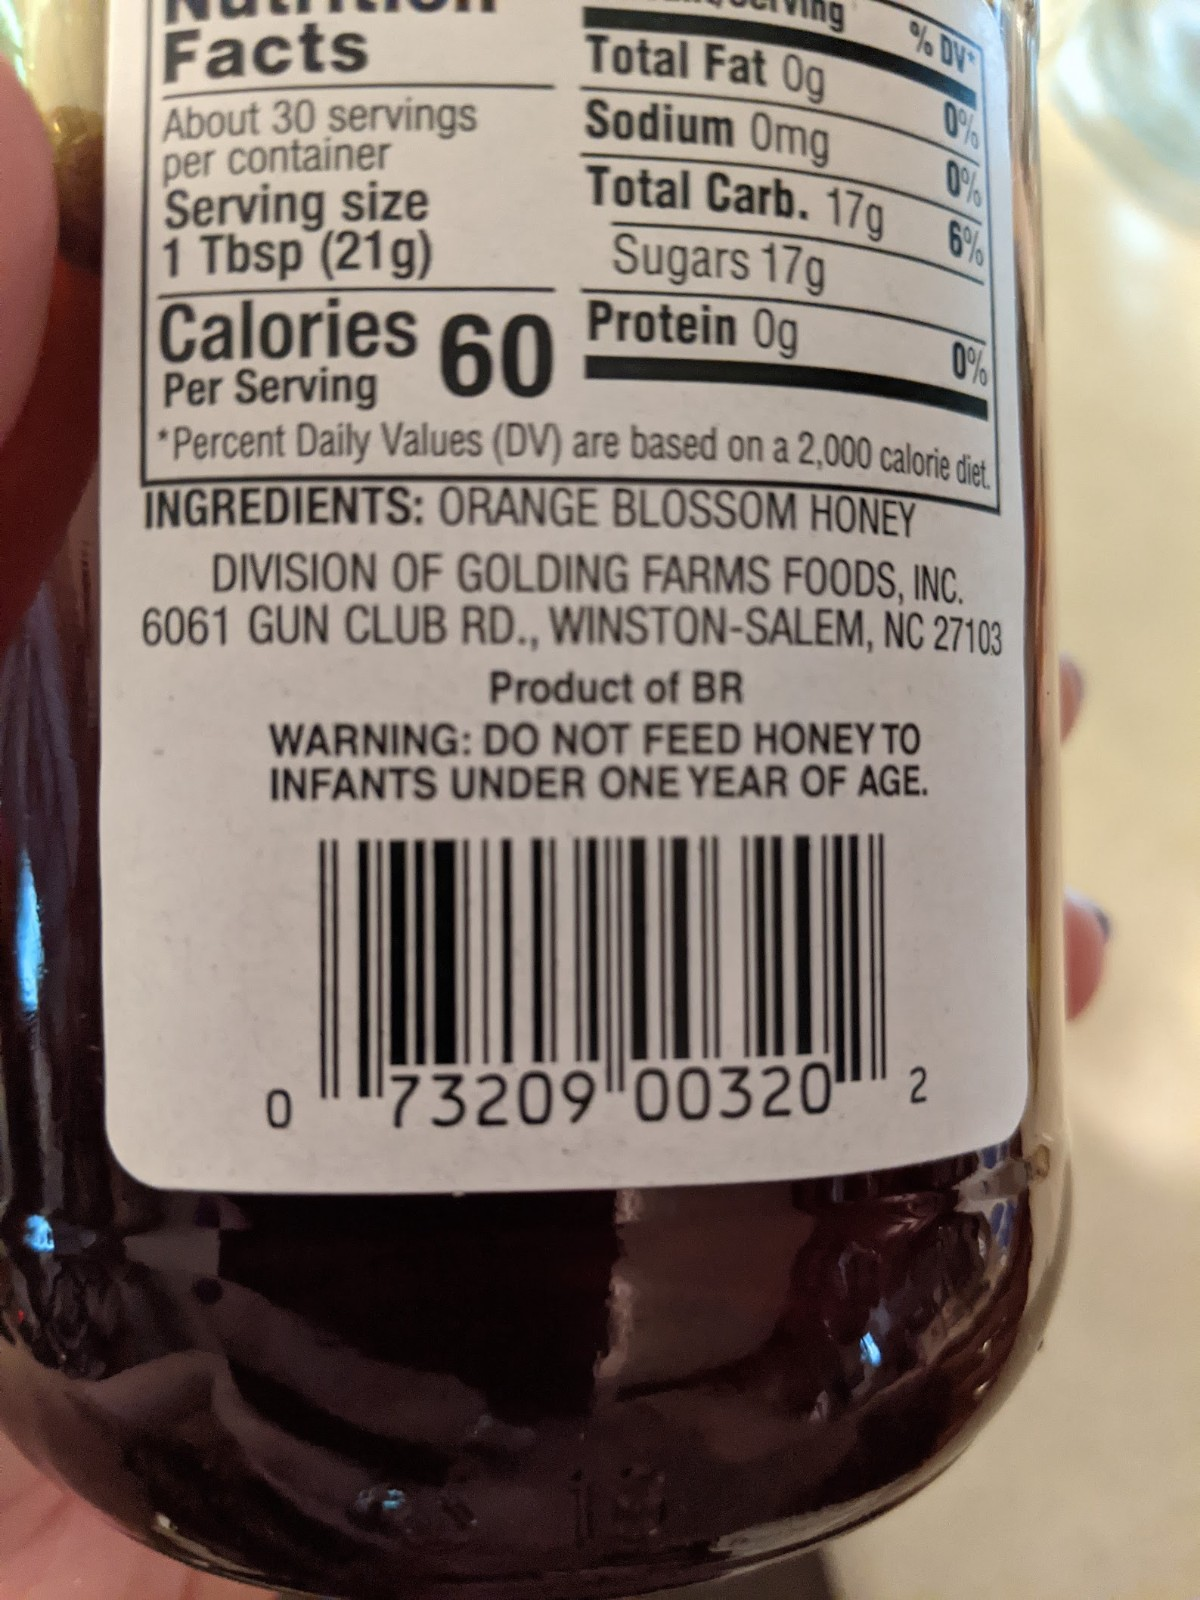 Nutrition
Facts
About 30 servings
per container
Serving size
1 Tbsp (21g)
Calories 60
Per Serving
% DV*
Total Fat 0g 0%
Sodium 0mg 0%
Total Carb. 17g 6%
Sugars 17g
Protein 0g 0%
*Percent Daily Values (DV) are based on a 2,000 calorie diet.
INGREDIENTS: ORANGE BLOSSOM HONEY
DIVISION OF GOLDING FARMS FOODS, INC.
6061 GUN CLUB RD., WINSTON-SALEM, NC 27103
Product of BR
WARNING: DO NOT FEED HONEY TO
INFANTS UNDER ONE YEAR OF AGE.
0 73209 00320 2